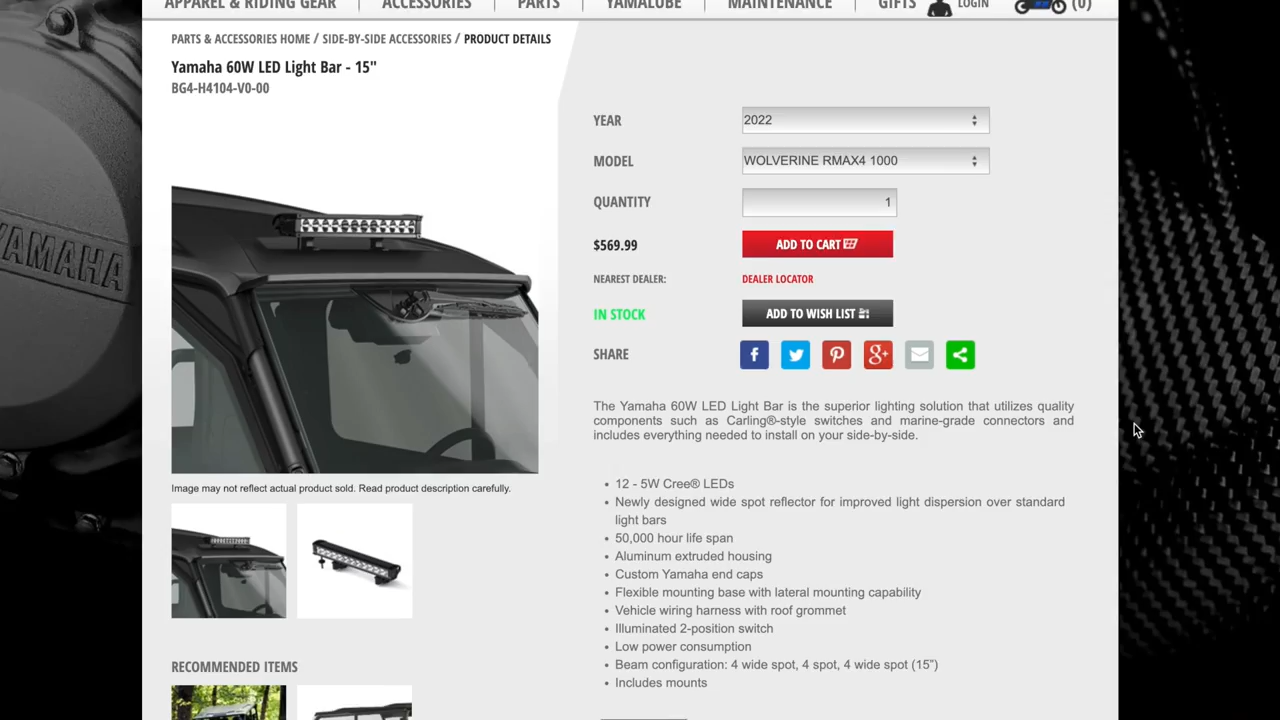 APPAREL & RIDING GEAR
ACCESSORIES
PARTS
YAMALUBE
MAINTENANCE
GIFTS
LOGIN
(0)
PARTS & ACCESSORIES HOME / SIDE-BY-SIDE ACCESSORIES / PRODUCT DETAILS
Yamaha 60W LED Light Bar - 15"
BG4-H4104-V0-00
YAMAHA
YEAR
2022
MODEL
WOLVERINE RMAX4 1000
QUANTITY
1
$569.99
ADD TO CART
NEAREST DEALER:
DEALER LOCATOR
IN STOCK
ADD TO WISH LIST
SHARE
The Yamaha 60W LED Light Bar is the superior lighting solution that utilizes quality
components such as Carling®-style switches and marine-grade connectors and
includes everything needed to install on your side-by-side.
• 12 - 5W Cree® LEDs
• Newly designed wide spot reflector for improved light dispersion over standard
light bars
• 50,000 hour life span
• Aluminum extruded housing
• Custom Yamaha end caps
• Flexible mounting base with lateral mounting capability
• Vehicle wiring harness with roof grommet
• Illuminated 2-position switch
• Low power consumption
• Beam configuration: 4 wide spot, 4 spot, 4 wide spot (15")
• Includes mounts
Image may not reflect actual product sold. Read product description carefully.
RECOMMENDED ITEMS